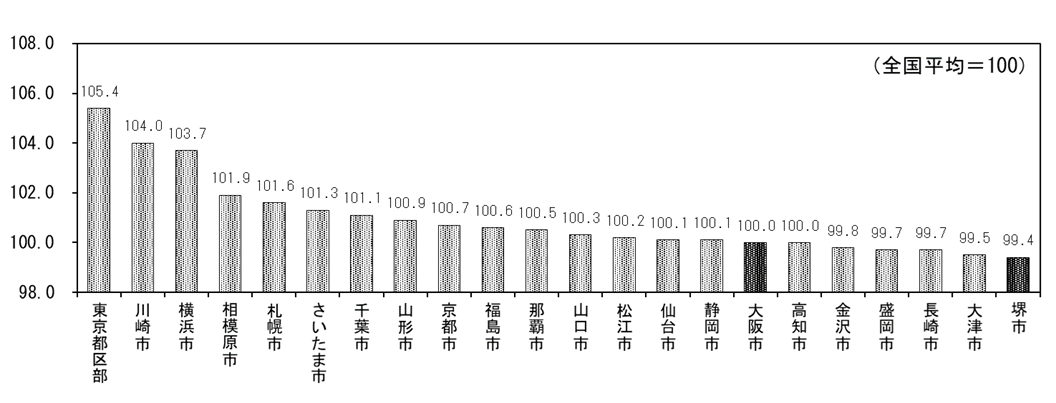 108.0
106.0
104.0
102.0
100.0
98.0
(全国平均＝100)
105.4
104.0
103.7
101.9
101.6
101.3
101.1
100.9
100.7
100.6
100.5
100.3
100.2
100.1
100.1
100.0
100.0
99.8
99.7
99.7
99.5
99.4
東京都区部
川崎市
横浜市
相模原市
札幌市
さいたま市
千葉市
山形市
京都市
福島市
那覇市
山口市
松江市
仙台市
静岡市
大阪市
高知市
金沢市
盛岡市
長崎市
大津市
堺市